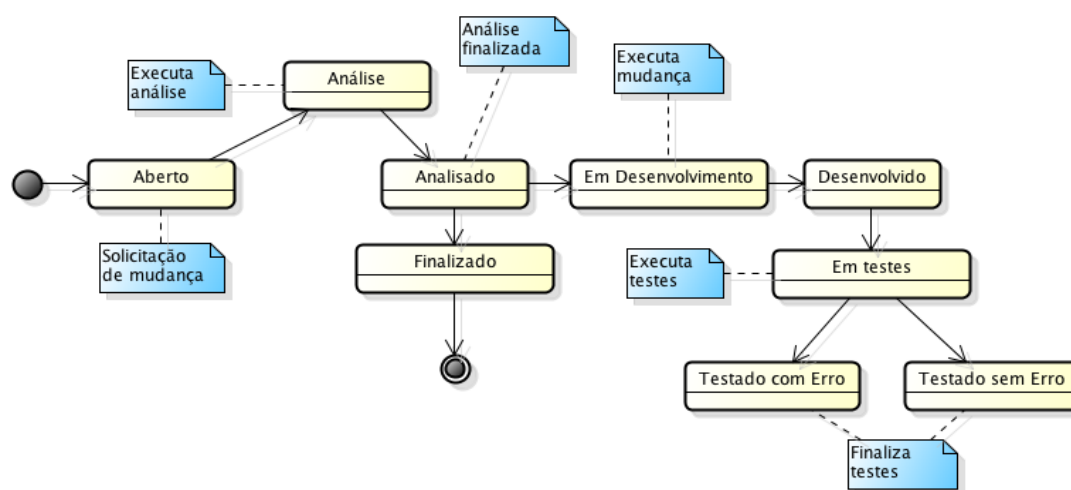 Análise
finalizada
Executa
mudança
Executa
análise
Análise
Aberto
Analisado
Em Desenvolvimento
Desenvolvido
Solicitação
de mudança
Finalizado
Executa
testes
Em testes
Testado com Erro
Testado sem Erro
Finaliza
testes